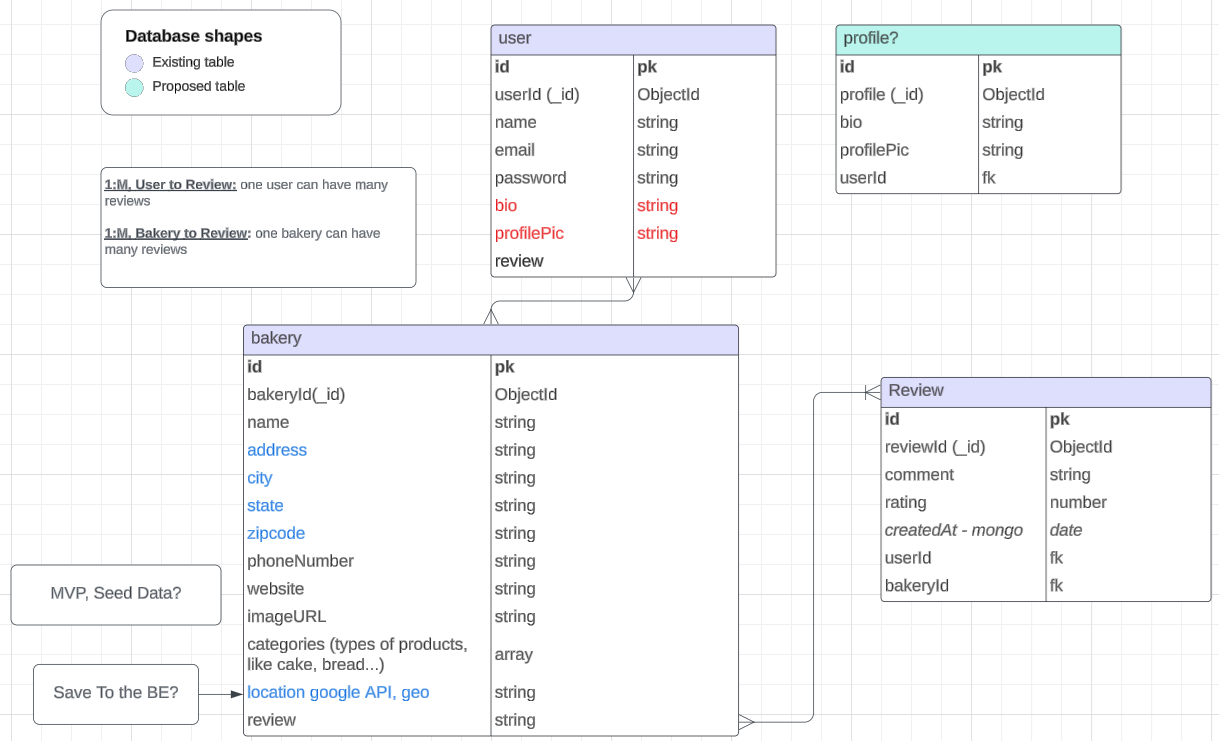 Database shapes
Existing table
Proposed table
1:M, User to Review: one user can have many
reviews
1:M, Bakery to Review: one bakery can have
many reviews
user
id pk
userId (_id) ObjectId
name string
email string
password string
bio string
profilePic string
review
profile?
id pk
profile (_id) ObjectId
bio string
profilePic string
userId fk
bakery
id pk
bakeryId(_id) ObjectId
name string
address string
city string
state string
zipcode string
phoneNumber string
website string
imageURL string
categories (types of products,
like cake, bread...) array
location google API, geo string
review string
Review
id pk
reviewId (_id) ObjectId
comment string
rating number
createdAt - mongo date
userId fk
bakeryId fk
MVP, Seed Data?
Save To the BE?